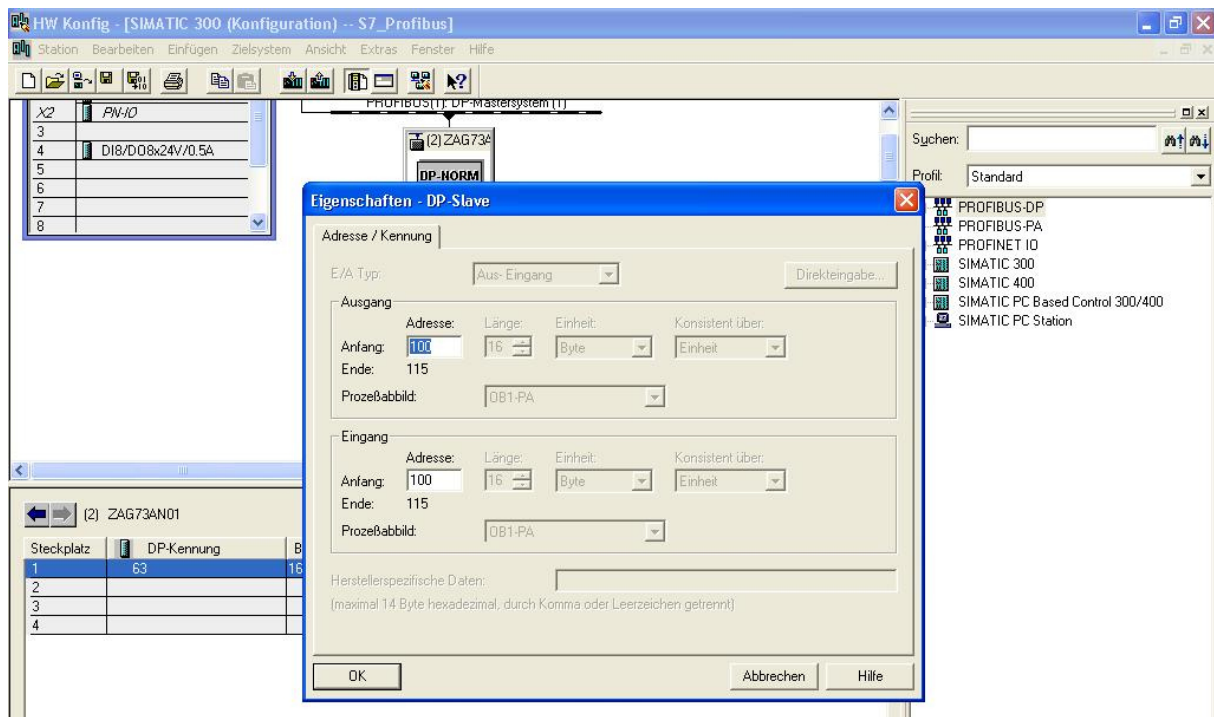 HW Konfig - [SIMATIC 300 (Konfiguration) -- S7_Profibus]
Station Bearbeiten Einfügen Zielsystem Ansicht Extras Fenster Hilfe
X2 PN-IO
3
4 DI8/DO8x24V/0.5A
5
6
7
8
PROFIBUS(1): DP-Mastersystem (1)
(2) ZAG73A
DP-NORM
Suchen:
Profil: Standard
PROFIBUS-DP
PROFIBUS-PA
PROFINET IO
SIMATIC 300
SIMATIC 400
SIMATIC PC Based Control 300/400
SIMATIC PC Station
Eigenschaften - DP-Slave
Adresse / Kennung
E/A Typ: Aus- Eingang Direkteingabe...
Ausgang
Adresse: Länge: Einheit: Konsistent über:
Anfang: 100 16 Byte Einheit
Ende: 115
Prozeßabbild: OB1-PA
Eingang
Adresse: Länge: Einheit: Konsistent über:
Anfang: 100 16 Byte Einheit
Ende: 115
Prozeßabbild: OB1-PA
Herstellerspezifische Daten:
(maximal 14 Byte hexadezimal, durch Komma oder Leerzeichen getrennt)
OK Abbrechen Hilfe
(2) ZAG73AN01
Steckplatz DP-Kennung B
1 63 16
2
3
4